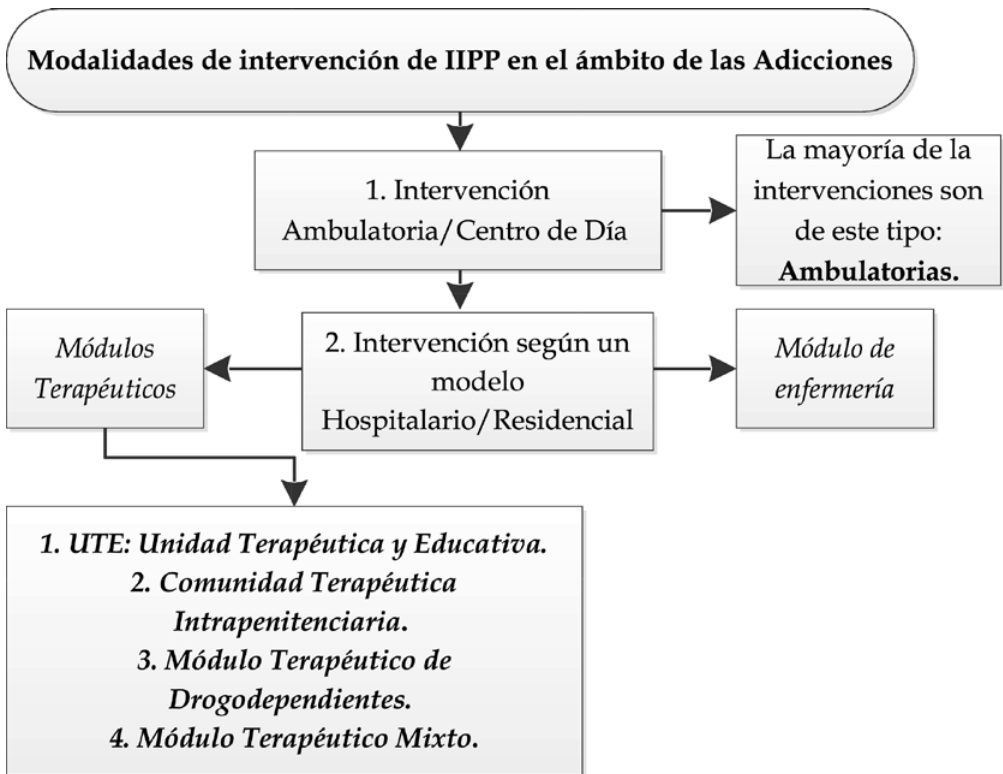 Modalidades de intervención de IIPP en el ámbito de las Adicciones
1. Intervención
Ambulatoria/Centro de Día
La mayoría de la
intervenciones son
de este tipo:
Ambulatorias.
Módulos
Terapéuticos
2. Intervención según un
modelo
Hospitalario/Residencial
Módulo de
enfermería
1. UTE: Unidad Terapéutica y Educativa.
2. Comunidad Terapéutica
Intrapenitenciaria.
3. Módulo Terapéutico de
Drogodependientes.
4. Módulo Terapéutico Mixto.